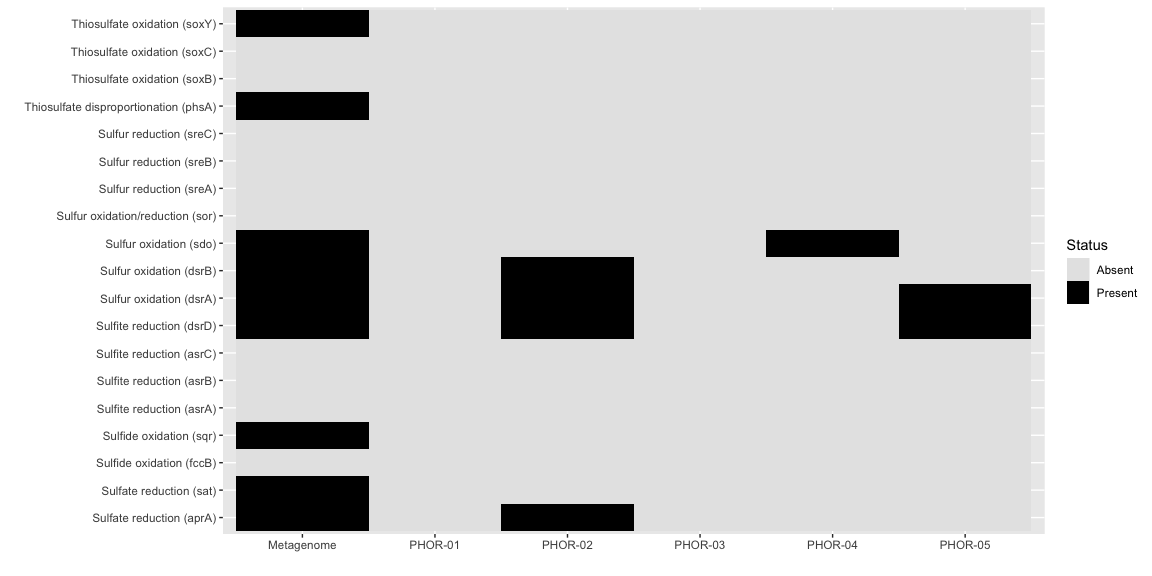 Thiosulfate oxidation (soxY)
Thiosulfate oxidation (soxC)
Thiosulfate oxidation (soxB)
Thiosulfate disproportionation (phsA)
Sulfur reduction (sreC)
Sulfur reduction (sreB)
Sulfur reduction (sreA)
Sulfur oxidation/reduction (sor)
Sulfur oxidation (sdo)
Sulfur oxidation (dsrB)
Sulfur oxidation (dsrA)
Sulfite reduction (dsrD)
Sulfite reduction (asrC)
Sulfite reduction (asrB)
Sulfite reduction (asrA)
Sulfide oxidation (sqr)
Sulfide oxidation (fccB)
Sulfate reduction (sat)
Sulfate reduction (aprA)
Metagenome PHOR-01 PHOR-02 PHOR-03 PHOR-04 PHOR-05
Status
Absent
Present